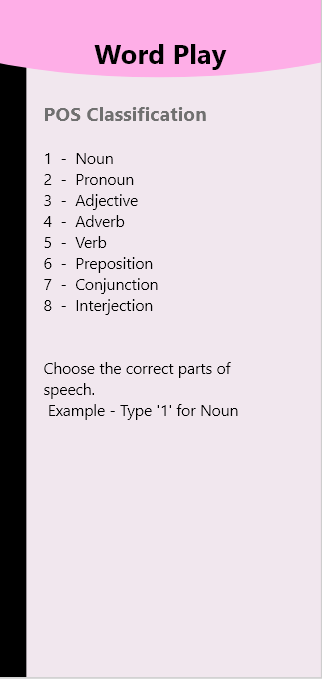 Word Play
POS Classification
1 - Noun
2 - Pronoun
3 - Adjective
4 - Adverb
5 - Verb
6 - Preposition
7 - Conjunction
8 - Interjection
Choose the correct parts of
speech.
Example - Type '1' for Noun